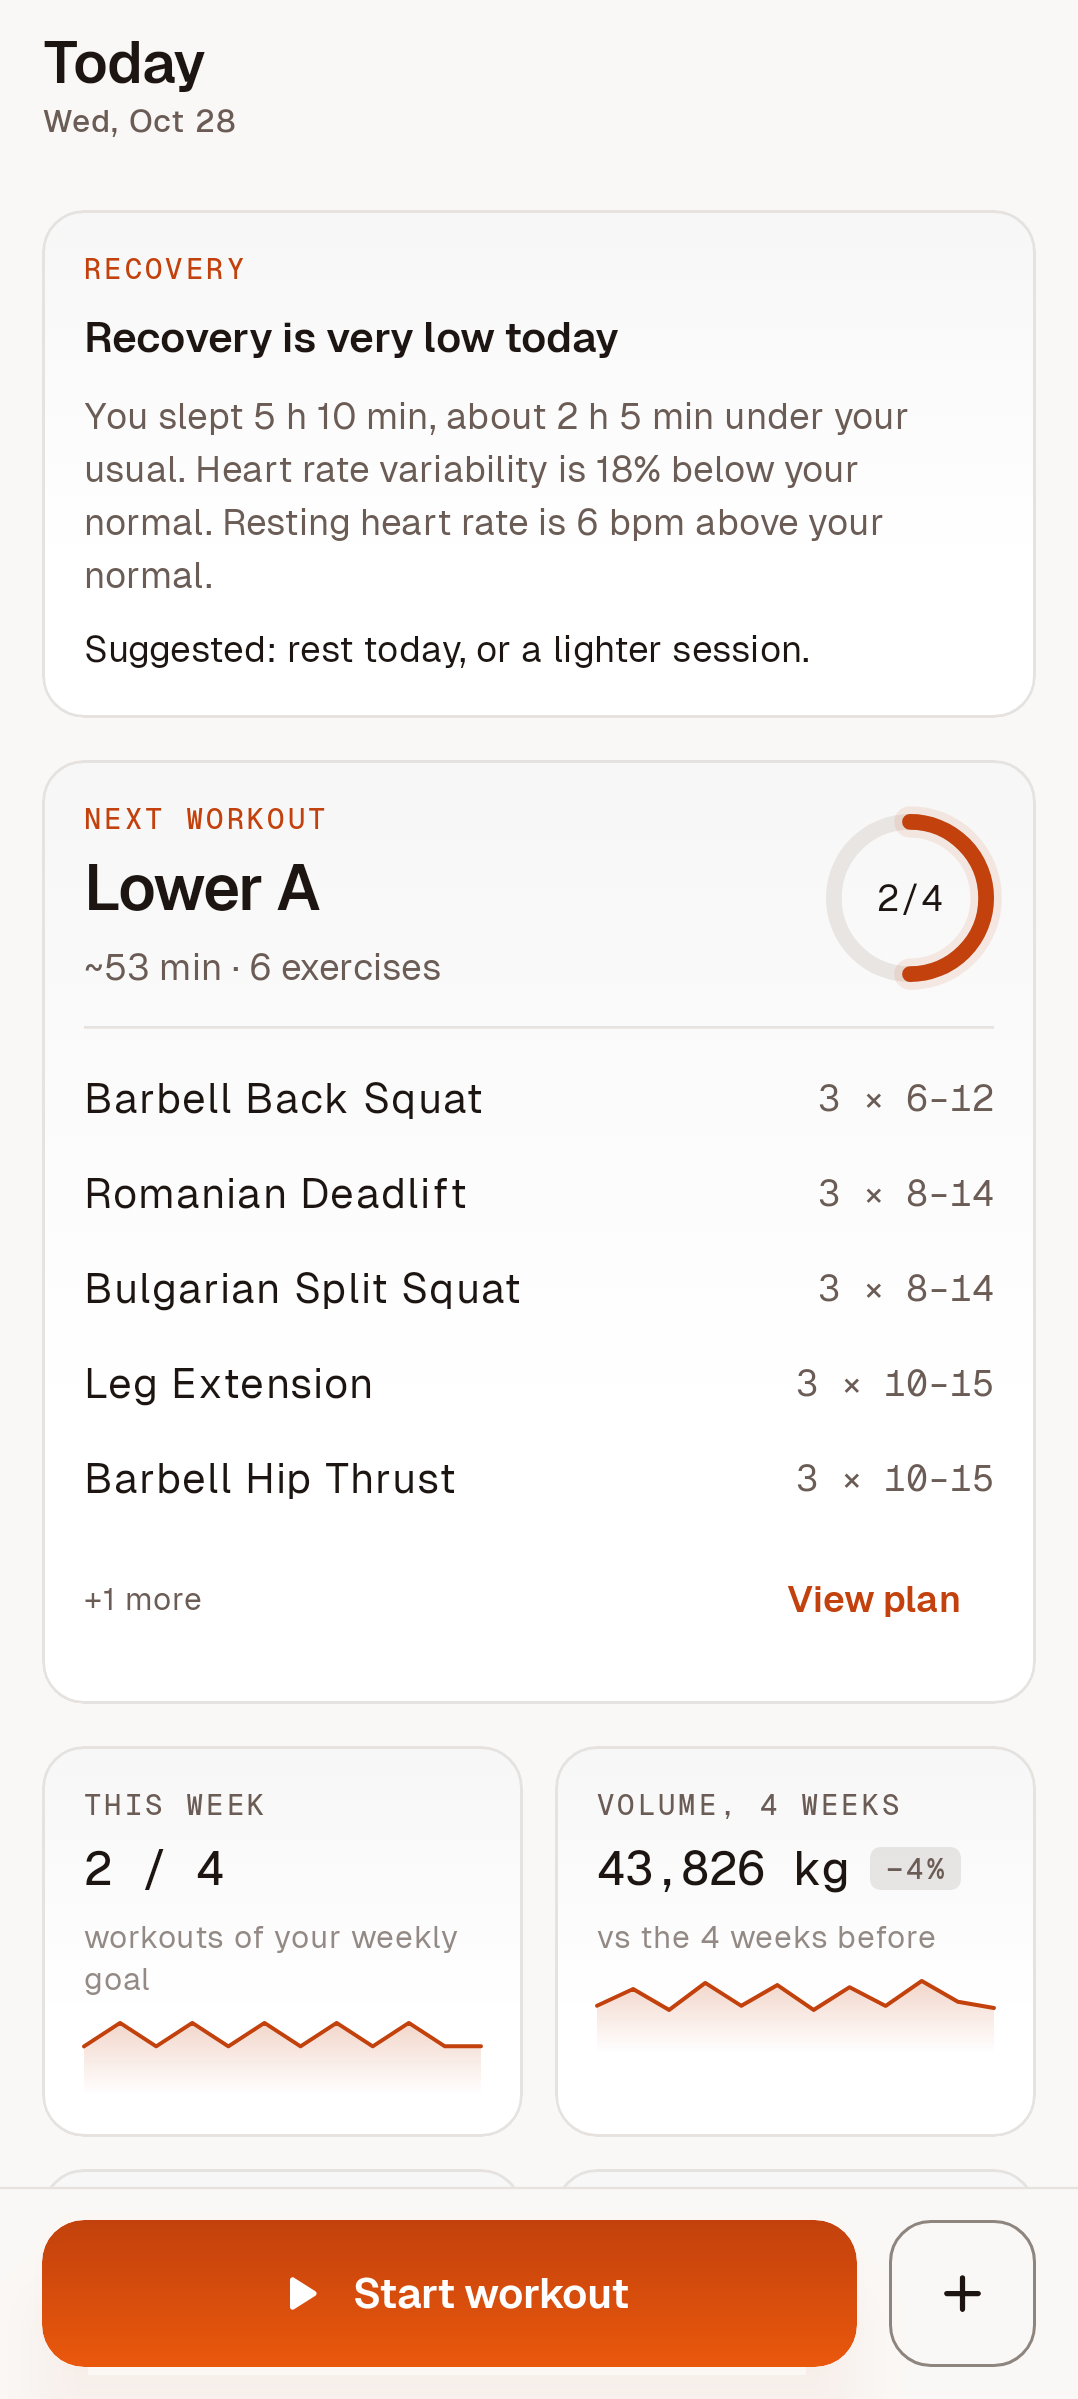 Today
Wed, Oct 28
RECOVERY
Recovery is very low today
You slept 5 h 10 min, about 2 h 5 min under your
usual. Heart rate variability is 18% below your
normal. Resting heart rate is 6 bpm above your
normal.
Suggested: rest today, or a lighter session.
NEXT WORKOUT
Lower A
~53 min · 6 exercises
2/4
Barbell Back Squat 3 × 6–12
Romanian Deadlift 3 × 8–14
Bulgarian Split Squat 3 × 8–14
Leg Extension 3 × 10–15
Barbell Hip Thrust 3 × 10–15
+1 more View plan
THIS WEEK
2 / 4
workouts of your weekly
goal
VOLUME, 4 WEEKS
43,826 kg −4%
vs the 4 weeks before
Start workout